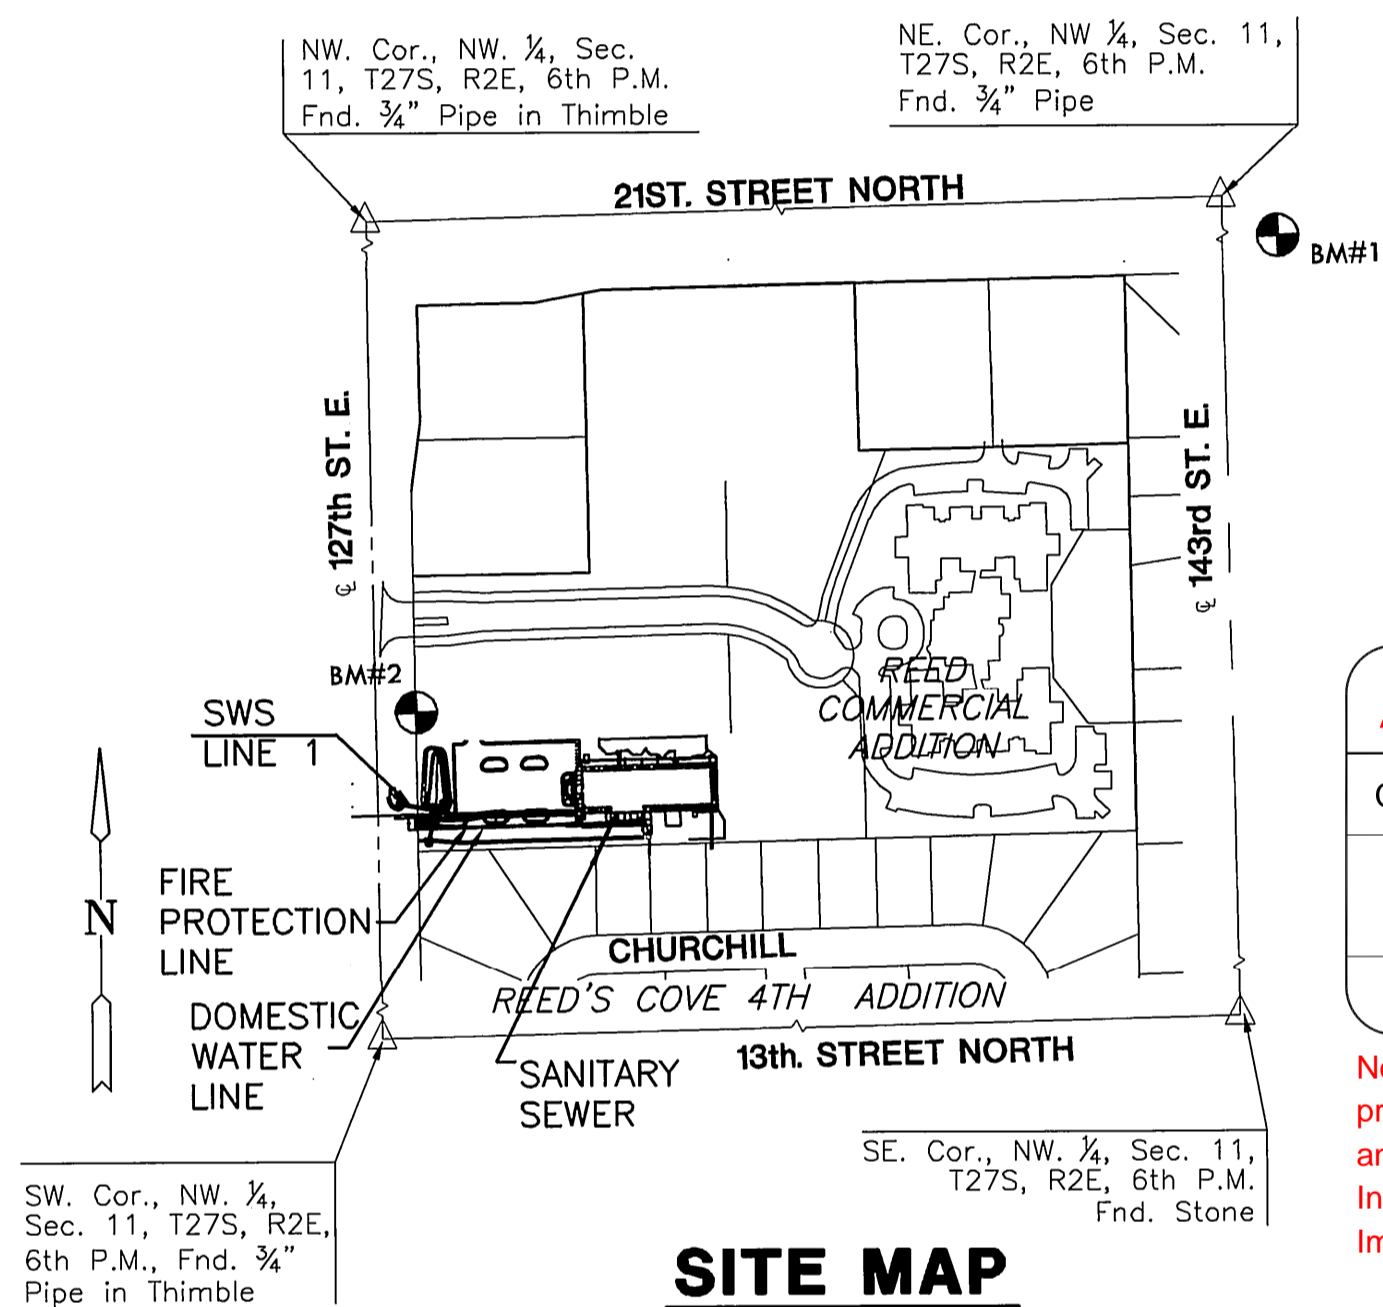 NW. Cor., NW. ¼, Sec.
11, T27S, R2E, 6th P.M.
Fnd. ¾" Pipe in Thimble
NE. Cor., NW ¼, Sec. 11,
T27S, R2E, 6th P.M.
Fnd. ¾" Pipe
21ST. STREET NORTH
BM#1
℄ 127th ST. E.
℄ 143rd ST. E.
BM#2
SWS
LINE 1
REED
COMMERCIAL
ADDITION
N
FIRE
PROTECTION
LINE
CHURCHILL
REED'S COVE 4TH ADDITION
DOMESTIC
WATER
LINE
13th. STREET NORTH
SANITARY
SEWER
SE. Cor., NW. ¼, Sec. 11,
T27S, R2E, 6th P.M.
Fnd. Stone
SW. Cor., NW. ¼,
Sec. 11, T27S, R2E,
6th P.M., Fnd. ¾"
Pipe in Thimble
SITE MAP